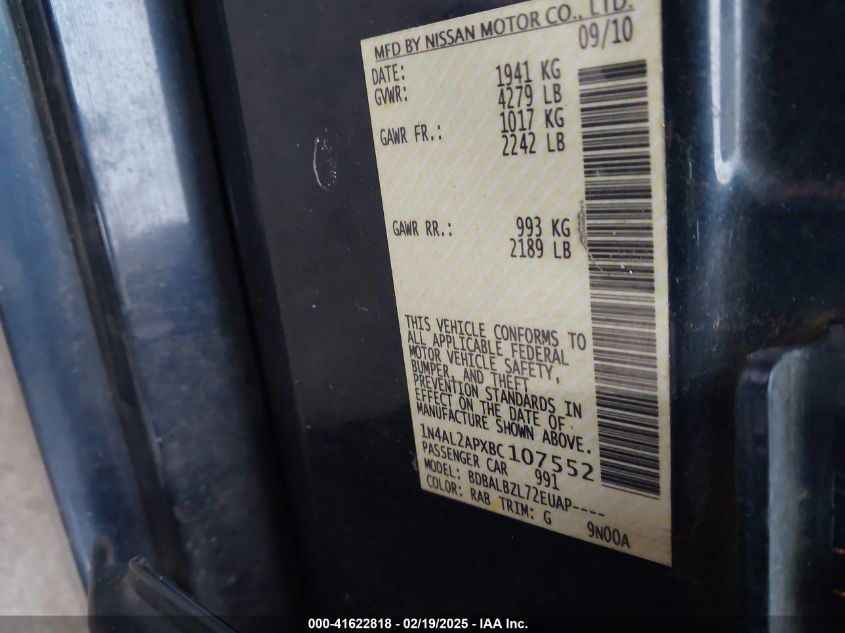 MFD BY NISSAN MOTOR CO., LTD.
DATE: 09/10
GVWR: 1941 KG
4279 LB
GAWR FR.: 1017 KG
2242 LB
GAWR RR.: 993 KG
2189 LB
THIS VEHICLE CONFORMS TO
ALL APPLICABLE FEDERAL
MOTOR VEHICLE SAFETY,
BUMPER, AND THEFT
PREVENTION STANDARDS IN
EFFECT ON THE DATE OF
MANUFACTURE SHOWN ABOVE.
1N4AL2APXBC107552
PASSENGER CAR 991
MODEL: BDBALBZL72EUAP----
COLOR: RAB TRIM: G 9N00A
000-41622818 - 02/19/2025 - IAA Inc.